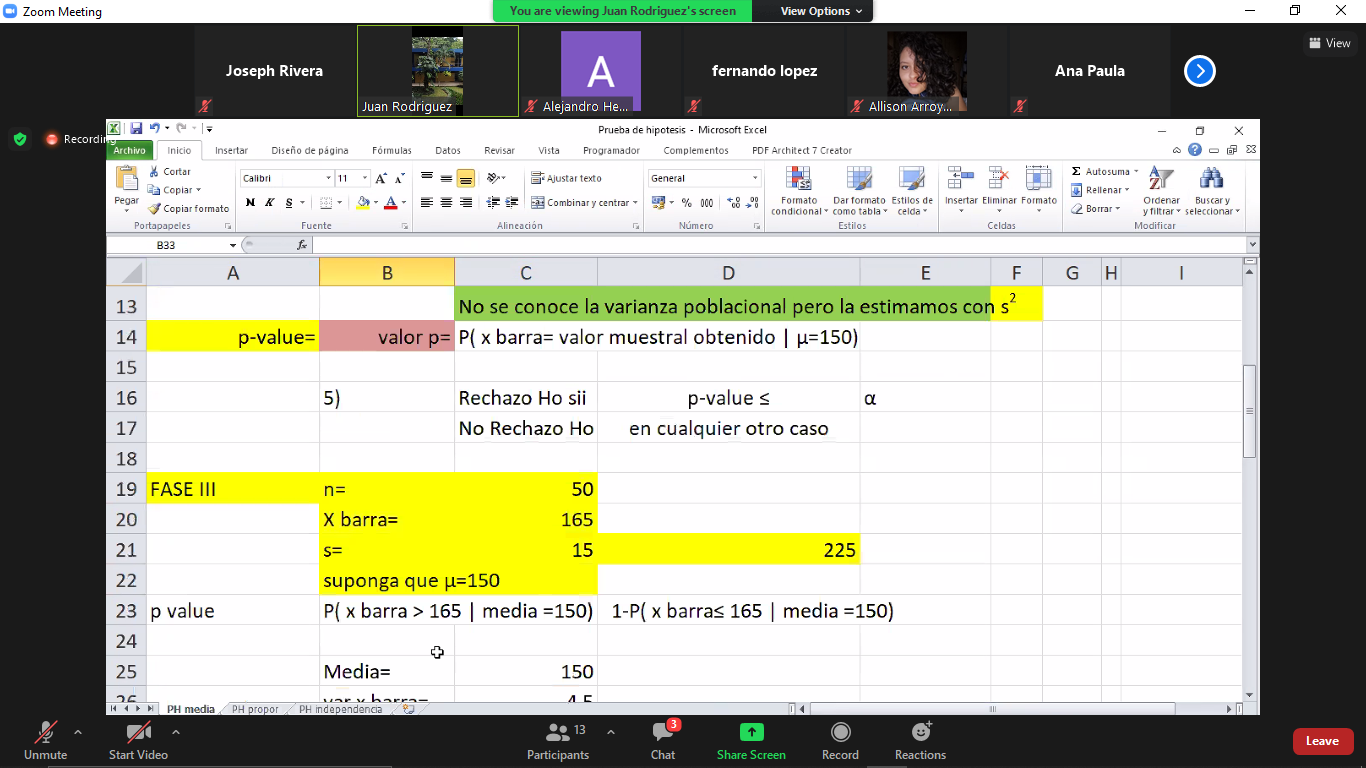 Zoom Meeting
You are viewing Juan Rodriguez's screen
View Options
View
Joseph Rivera
Juan Rodriguez
A
Alejandro He...
fernando lopez
Allison Arroy...
Ana Paula
Recording
Prueba de hipotesis - Microsoft Excel
Archivo Inicio Insertar Diseño de página Fórmulas Datos Revisar Vista Programador Complementos PDF Architect 7 Creator
Pegar
Cortar
Copiar
Copiar formato
Portapapeles
Calibri 11
N K S
Fuente
Ajustar texto
Combinar y centrar
Alineación
General
% 000
Número
Formato condicional
Dar formato como tabla
Estilos de celda
Estilos
Insertar Eliminar Formato
Celdas
Σ Autosuma
Rellenar
Borrar
Ordenar y filtrar
Buscar y seleccionar
Modificar
B33 fx
A B C D E F G H I
13 No se conoce la varianza poblacional pero la estimamos con s²
14 p-value= valor p= P( x barra= valor muestral obtenido | µ=150)
15
16 5) Rechazo Ho sii p-value ≤ α
17 No Rechazo Ho en cualquier otro caso
18
19 FASE III n= 50
20 X barra= 165
21 s= 15 225
22 suponga que µ=150
23 p value P( x barra > 165 | media =150) 1-P( x barra≤ 165 | media =150)
24
25 Media= 150
26 var x barra= 4.5
PH media PH propor PH independencia
Unmute
Start Video
13
Participants
3
Chat
Share Screen
Record
Reactions
Leave